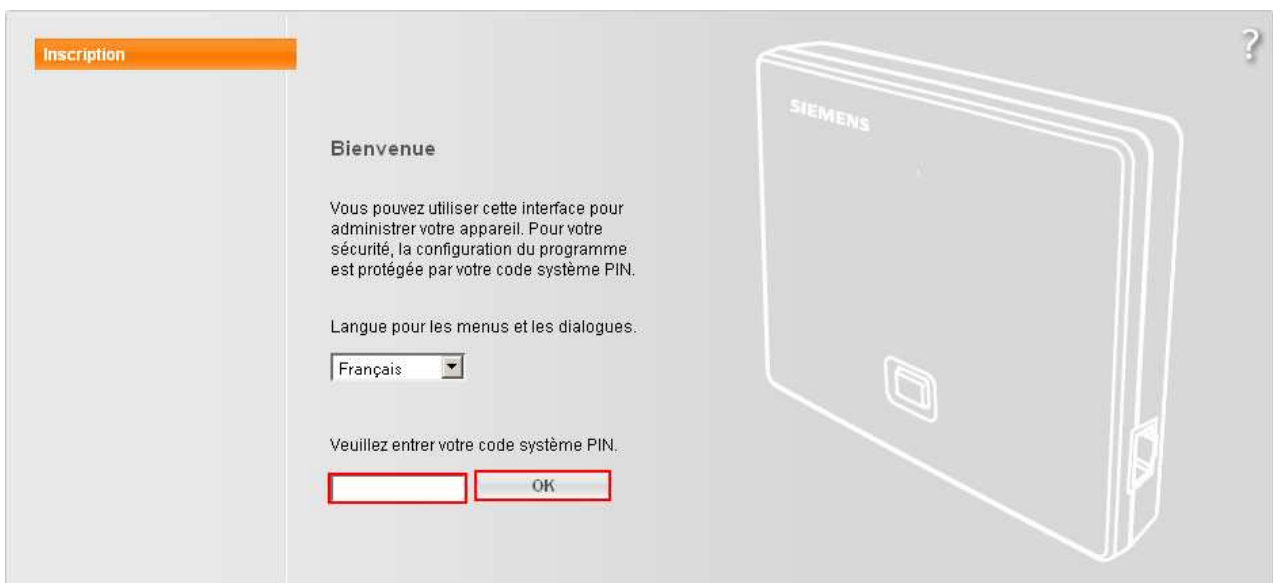 Inscription
?
SIEMENS
Bienvenue
Vous pouvez utiliser cette interface pour
administrer votre appareil. Pour votre
sécurité, la configuration du programme
est protégée par votre code système PIN.
Langue pour les menus et les dialogues.
Français
Veuillez entrer votre code système PIN.
OK